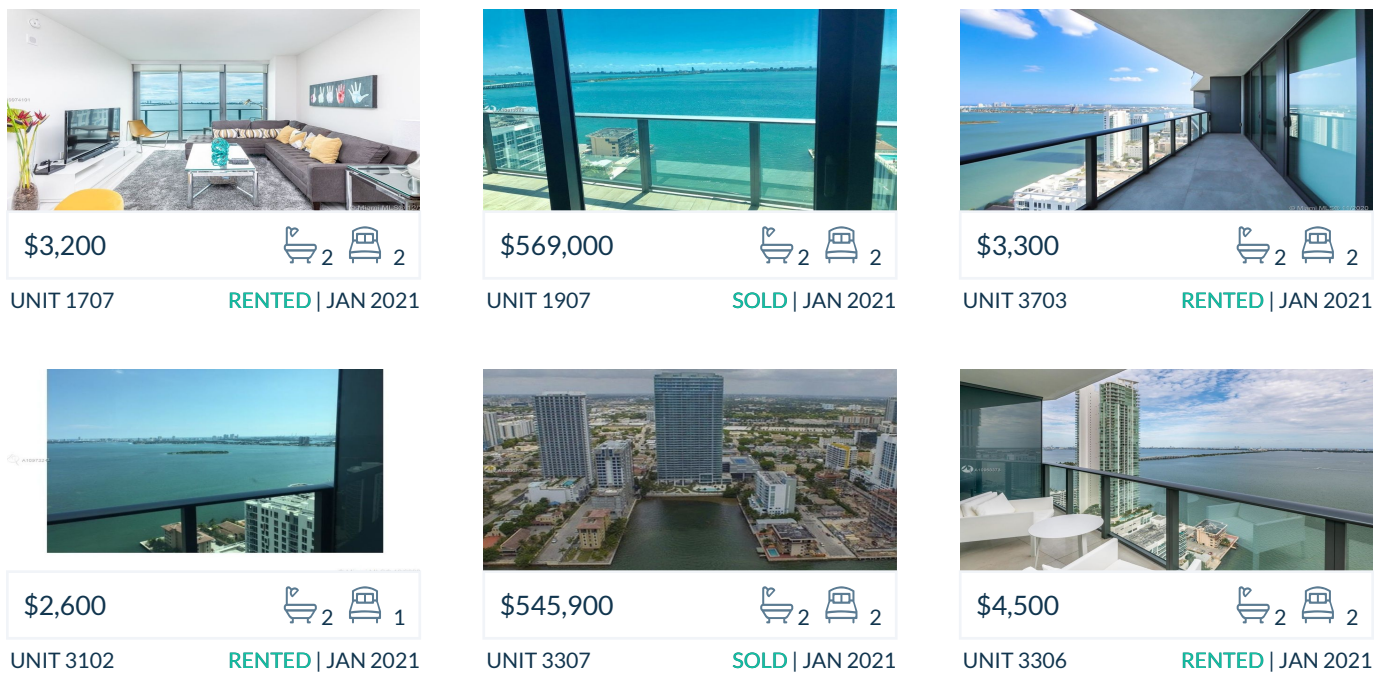 $3,200 2 2
UNIT 1707 RENTED | JAN 2021
$569,000 2 2
UNIT 1907 SOLD | JAN 2021
$3,300 2 2
UNIT 3703 RENTED | JAN 2021
$2,600 2 1
UNIT 3102 RENTED | JAN 2021
$545,900 2 2
UNIT 3307 SOLD | JAN 2021
$4,500 2 2
UNIT 3306 RENTED | JAN 2021